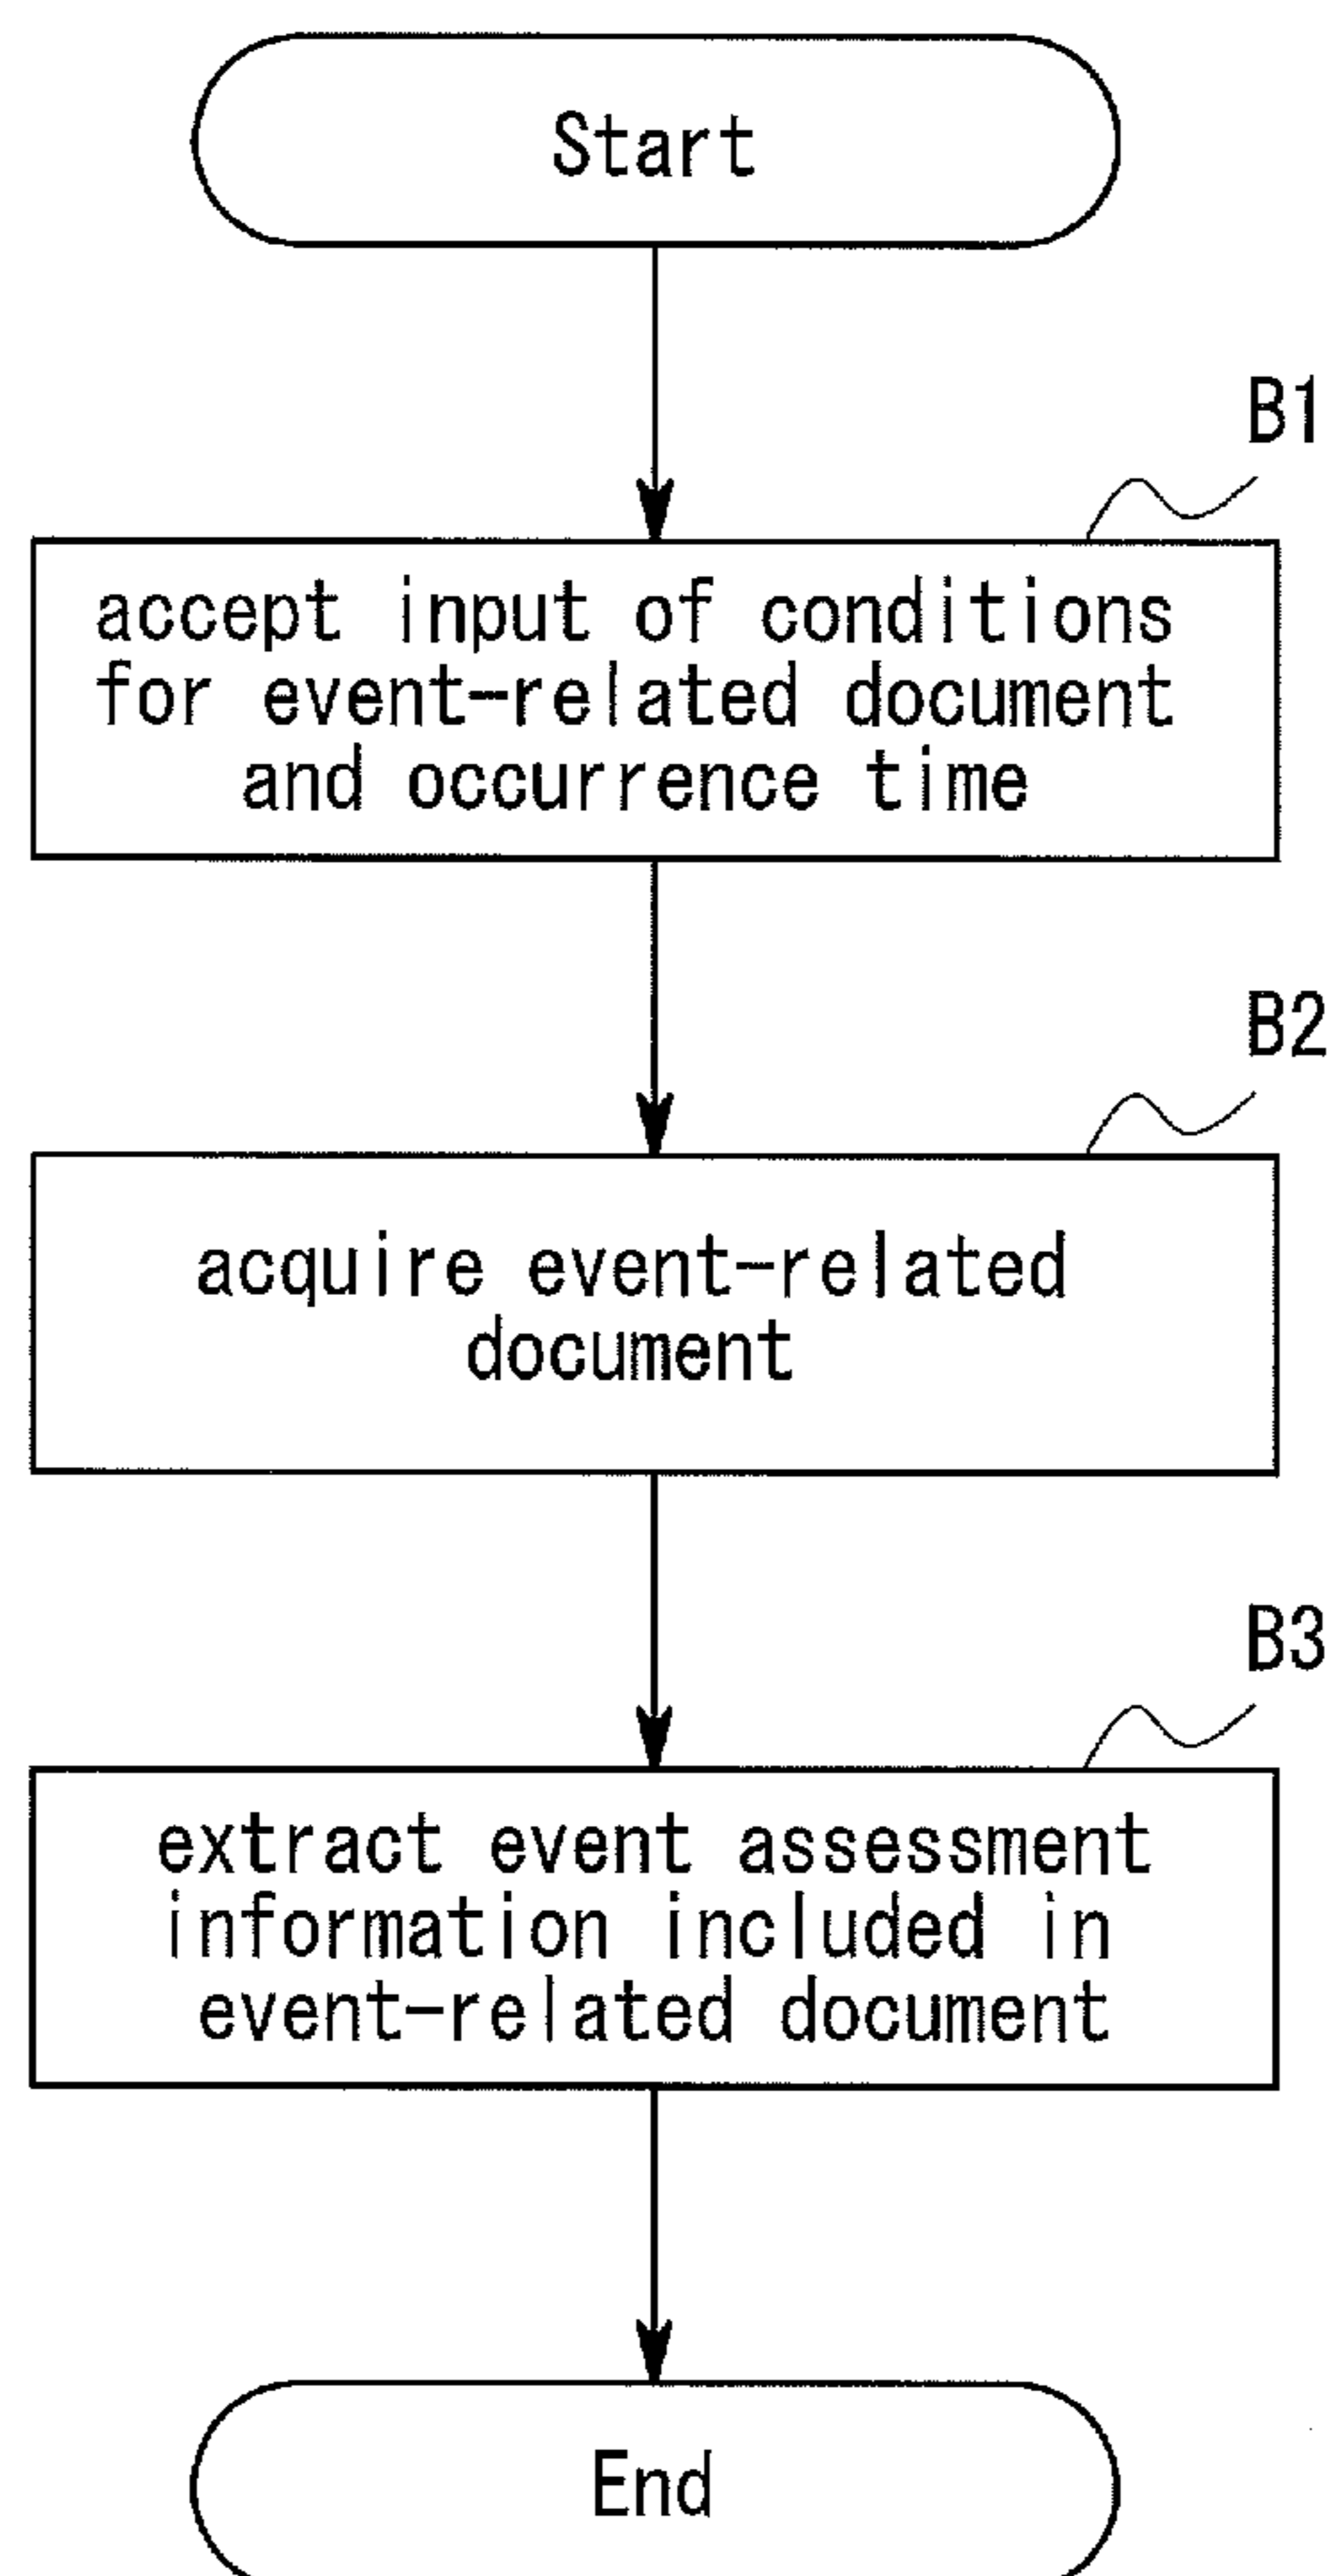 Start
B1
accept input of conditions
for event-related document
and occurrence time
B2
acquire event-related
document
B3
extract event assessment
information included in
event-related document
End